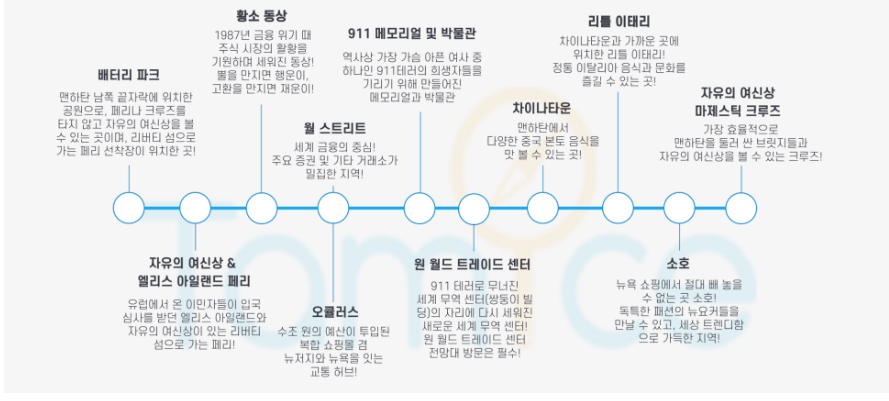 배터리 파크
맨하탄 남쪽 끝자락에 위치한
공원으로, 페리나 크루즈를
타지 않고 자유의 여신상을 볼
수 있는 곳이며, 리버티 섬으로
가는 페리 선착장이 위치한 곳!
자유의 여신상 &
엘리스 아일랜드 페리
유럽에서 온 이민자들이 입국
심사를 받던 엘리스 아일랜드와
자유의 여신상이 있는 리버티
섬으로 가는 페리!
황소 동상
1987년 금융 위기 때
주식 시장의 활황을
기원하며 세워진 동상!
뿔을 만지면 행운이,
고환을 만지면 재운이!
월 스트리트
세계 금융의 중심!
주요 증권 및 기타 거래소가
밀집한 지역!
오큘러스
수조 원의 예산이 투입된
복합 쇼핑몰 겸
뉴저지와 뉴욕을 잇는
교통 허브!
911 메모리얼 및 박물관
역사상 가장 가슴 아픈 여사 중
하나인 911테러의 희생자들을
기리기 위해 만들어진
메모리얼과 박물관
원 월드 트레이드 센터
911 테러로 무너진
세계 무역 센터(쌍둥이 빌
딩)의 자리에 다시 세워진
새로운 세계 무역 센터!
원 월드 트레이드 센터
전망대 방문은 필수!
차이나타운
맨하탄에서
다양한 중국 본토 음식을
맛 볼 수 있는 곳!
리틀 이태리
차이나타운과 가까운 곳에
위치한 리틀 이태리!
정통 이탈리아 음식과 문화를
즐길 수 있는 곳!
소호
뉴욕 쇼핑에서 절대 빼 놓을
수 없는 곳 소호!
독특한 패션의 뉴요커들을
만날 수 있고, 세상 트렌디함
으로 가득한 지역!
자유의 여신상
마제스틱 크루즈
가장 효율적으로
맨하탄을 둘러 싼 브릿지들과
자유의 여신상을 볼 수 있는 크루즈!